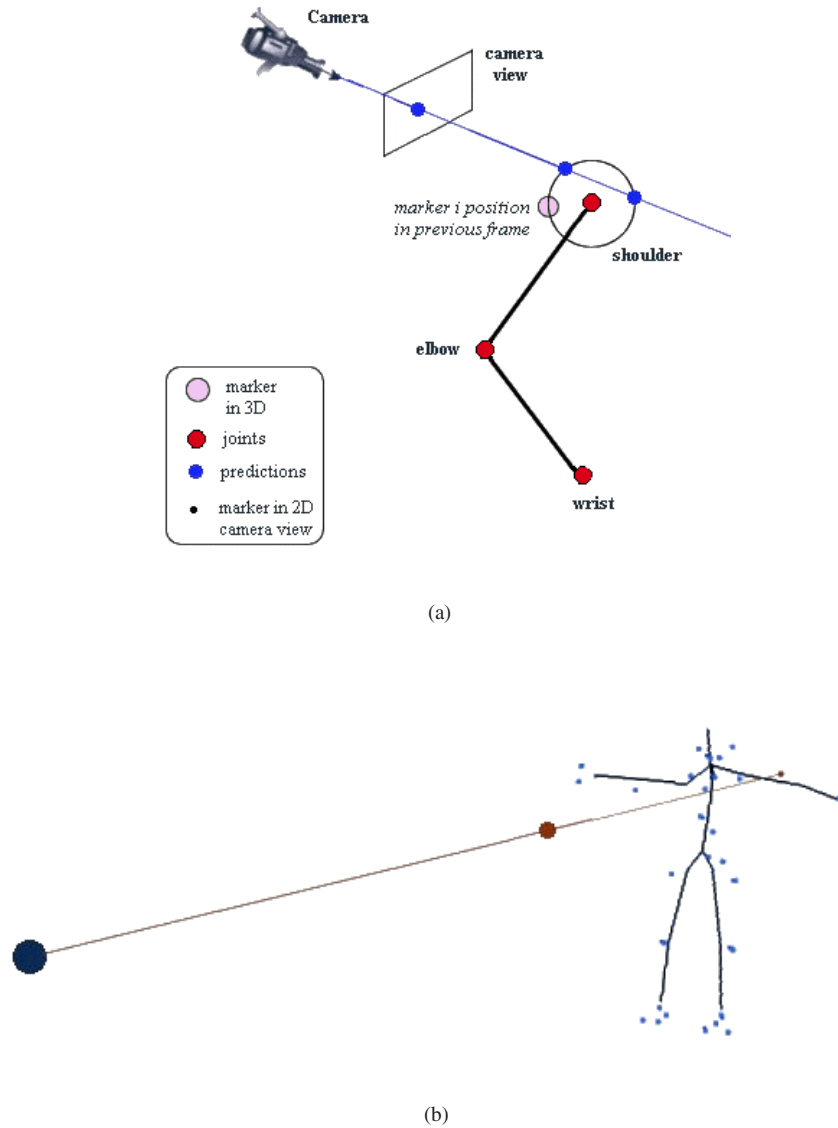 Camera
camera
view
marker i position
in previous frame
shoulder
elbow
marker
in 3D
joints
predictions
marker in 2D
camera view
wrist
(a)
(b)